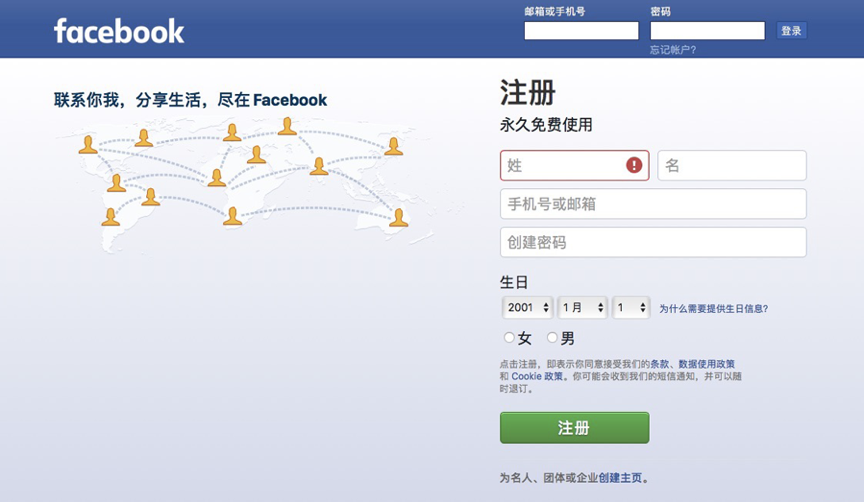 facebook
邮箱或手机号
密码
登录
忘记帐户?
联系你我，分享生活，尽在 Facebook
注册
永久免费使用
姓
名
手机号或邮箱
创建密码
生日
2001 1 月 1 为什么需要提供生日信息?
女 男
点击注册，即表示你同意接受我们的条款、数据使用政策
和 Cookie 政策。你可能会收到我们的短信通知，并可以随
时退订。
注册
为名人、团体或企业创建主页。